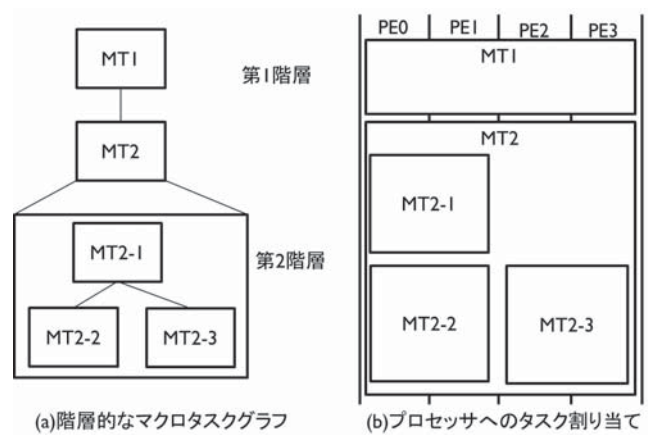 MT1
第1階層
MT2
MT2-1
第2階層
MT2-2
MT2-3
(a)階層的なマクロタスクグラフ
PE0
PE1
PE2
PE3
MT1
MT2
MT2-1
MT2-2
MT2-3
(b)プロセッサへのタスク割り当て